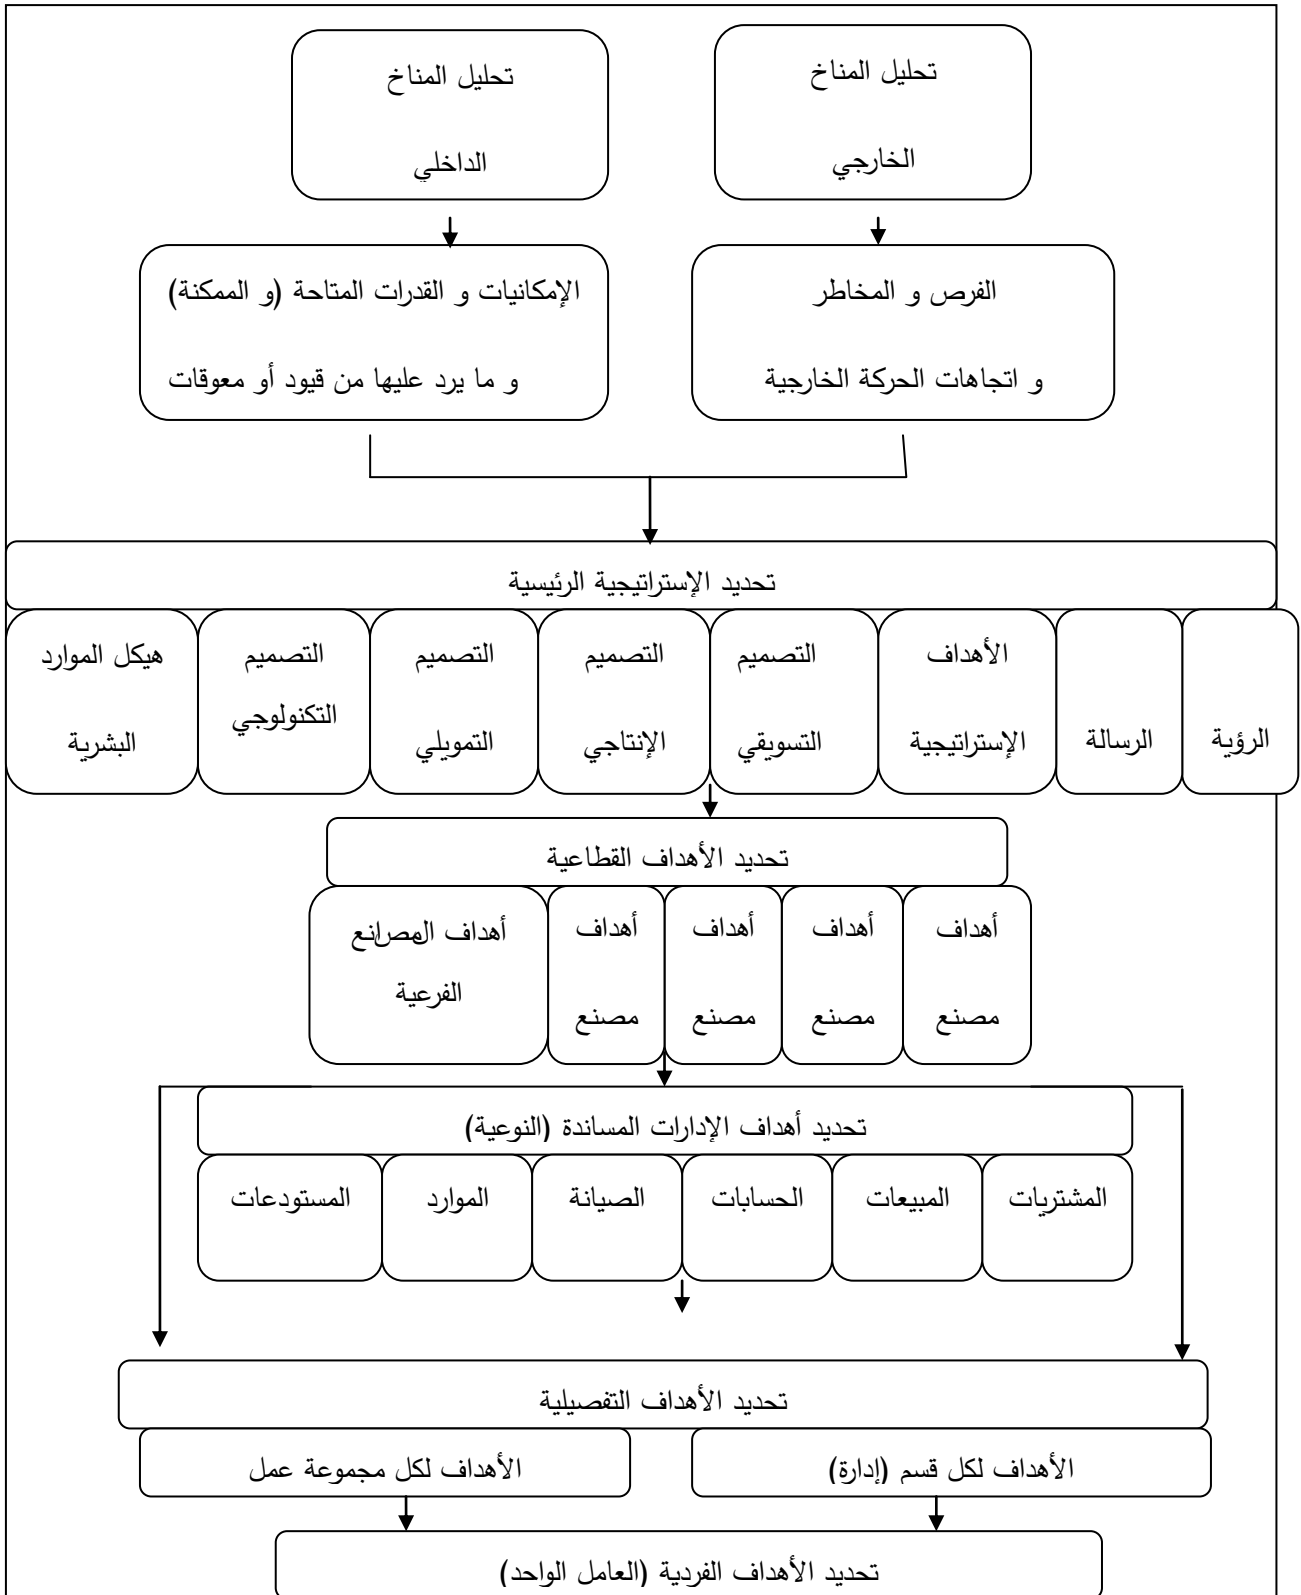 تحليل المناخ
الخارجي
تحليل المناخ
الداخلي
الفرص و المخاطر
و اتجاهات الحركة الخارجية
الإمكانيات و القدرات المتاحة (و الممكنة)
و ما يرد عليها من قيود أو معوقات
تحديد الإستراتيجية الرئيسية
الرؤية
الرسالة
الأهداف
الإستراتيجية
التصميم
التسويقي
التصميم
الإنتاجي
التصميم
التمويلي
التصميم
التكنولوجي
هيكل الموارد
البشرية
تحديد الأهداف القطاعية
أهداف
مصنع
أهداف
مصنع
أهداف
مصنع
أهداف
مصنع
أهداف المصانع
الفرعية
تحديد أهداف الإدارات المساندة (النوعية)
المشتريات
المبيعات
الحسابات
الصيانة
الموارد
المستودعات
تحديد الأهداف التفصيلية
الأهداف لكل قسم (إدارة)
الأهداف لكل مجموعة عمل
تحديد الأهداف الفردية (العامل الواحد)